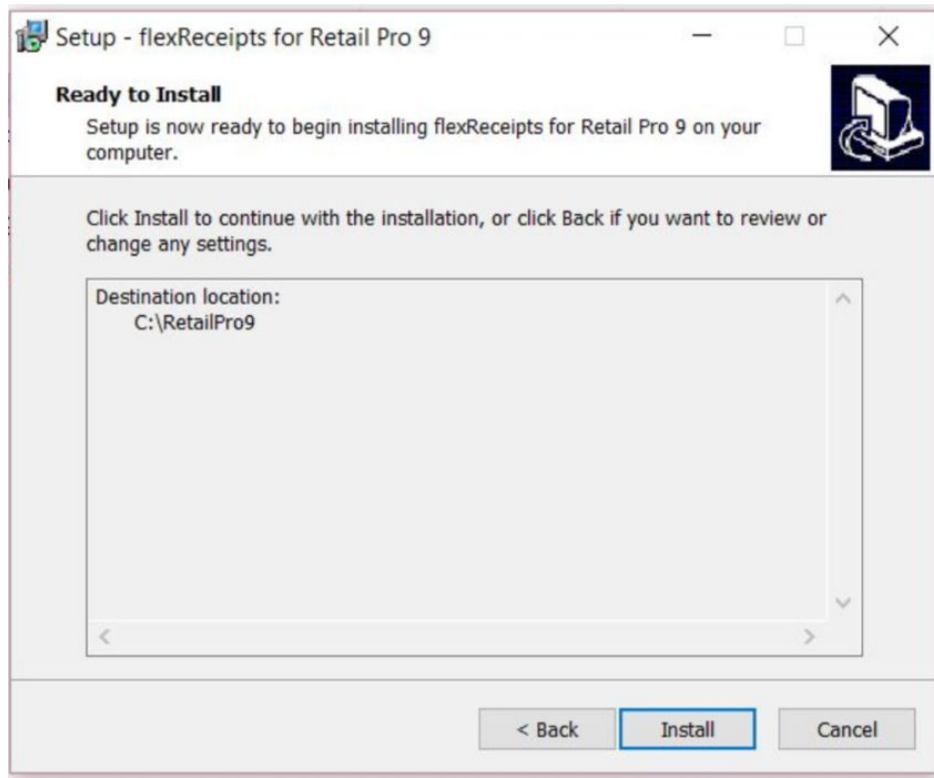 Setup - flexReceipts for Retail Pro 9
Ready to Install
Setup is now ready to begin installing flexReceipts for Retail Pro 9 on your
computer.
Click Install to continue with the installation, or click Back if you want to review or
change any settings.
Destination location:
C:\RetailPro9
< Back
Install
Cancel